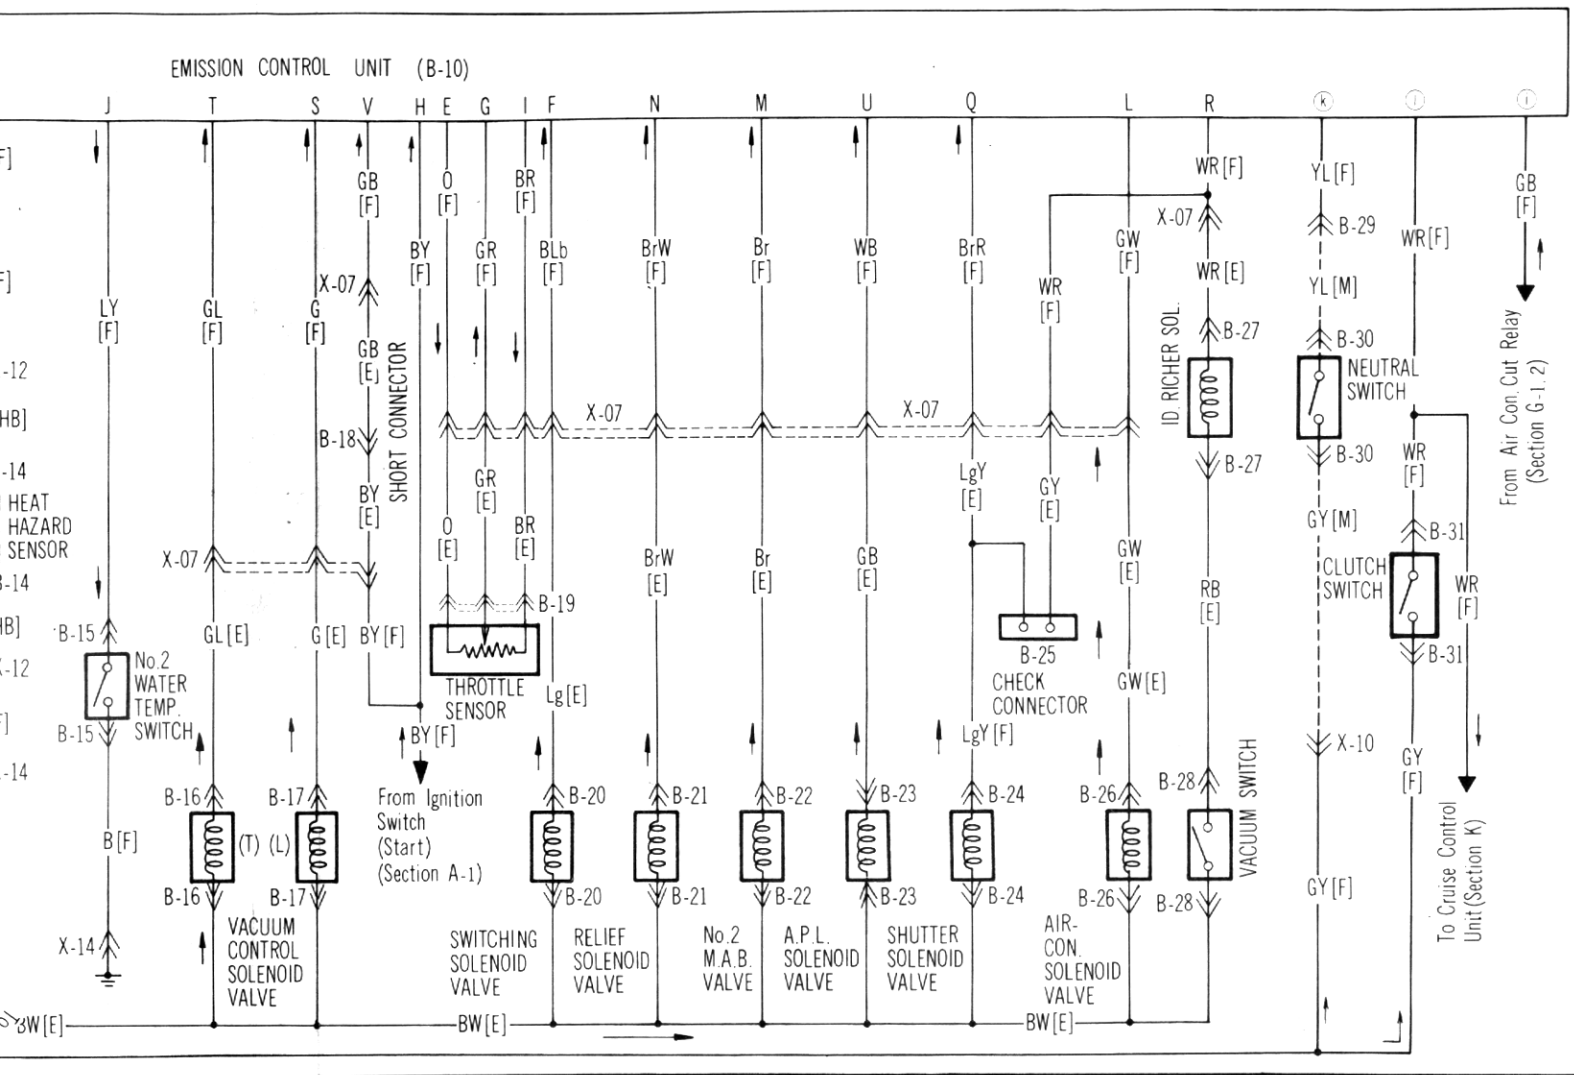 EMISSION CONTROL UNIT (B-10)
J T S V H E G I F N M U Q L R k j i
F]
F]
-12
HB]
-14
HEAT
HAZARD
SENSOR
B-14
HB]
-12
]
-14
LY
[F]
B-15
No.2
WATER
TEMP.
SWITCH
B-15
B[F]
X-14
GL
[F]
X-07
GL[E]
B-16
(T)
B-16
G
[F]
G[E]
B-17
(L)
B-17
VACUUM
CONTROL
SOLENOID
VALVE
GB
[F]
X-07
GB
[E]
B-18
BY
[E]
BY[F]
SHORT CONNECTOR
BY
[F]
BY[F]
From Ignition
Switch
(Start)
(Section A-1)
O
[F]
GR
[F]
BR
[F]
GR
[E]
O
[E]
BR
[E]
B-19
THROTTLE
SENSOR
BLb
[F]
X-07
Lg[E]
B-20
B-20
SWITCHING
SOLENOID
VALVE
BrW
[F]
BrW
[E]
B-21
B-21
RELIEF
SOLENOID
VALVE
Br
[F]
Br
[E]
B-22
B-22
No.2
M.A.B.
VALVE
WB
[F]
X-07
GB
[E]
B-23
B-23
A.P.L.
SOLENOID
VALVE
BrR
[F]
LgY
[E]
LgY[F]
B-24
B-24
SHUTTER
SOLENOID
VALVE
WR
[F]
GY
[E]
B-25
CHECK
CONNECTOR
GW
[F]
GW
[E]
GW[E]
B-26
B-26
AIR-
CON.
SOLENOID
VALVE
WR[F]
X-07
WR[E]
B-27
ID. RICHER SOL.
B-27
RB
[E]
B-28
VACUUM SWITCH
B-28
YL[F]
B-29
YL[M]
B-30
NEUTRAL
SWITCH
B-30
GY[M]
X-10
GY[F]
WR[F]
WR
[F]
B-31
CLUTCH
SWITCH
B-31
GY
[F]
WR
[F]
To Cruise Control
Unit (Section K)
GB
[F]
From Air Con. Cut Relay
(Section G-1. 2)
BW[E]
BW[E]
BW[E]